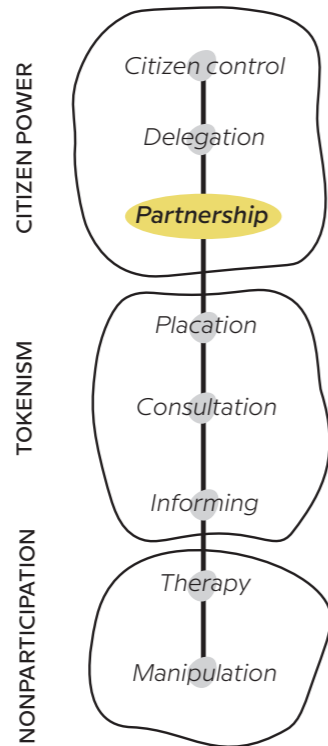 CITIZEN POWER
Citizen control
Delegation
Partnership
TOKENISM
Placation
Consultation
Informing
NONPARTICIPATION
Therapy
Manipulation